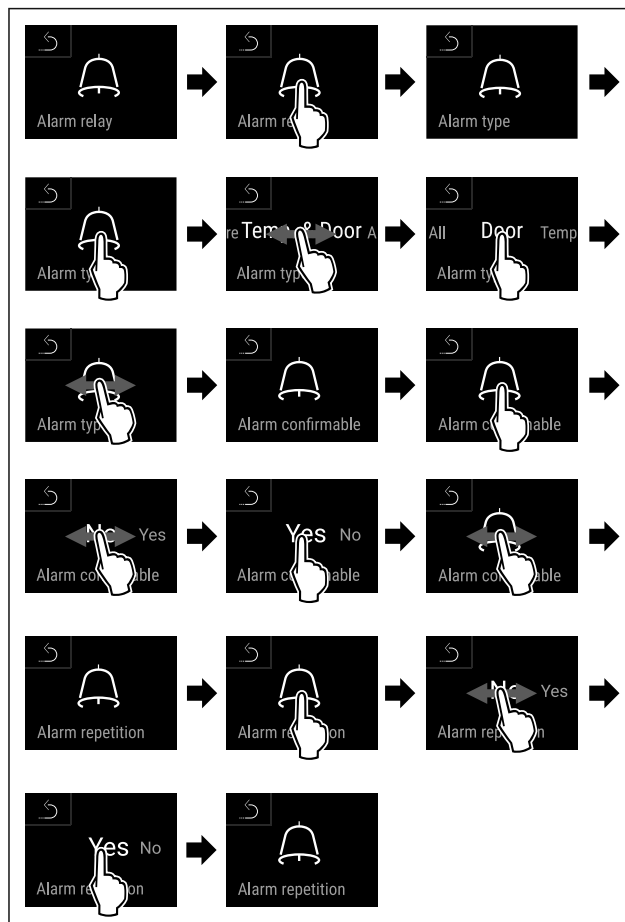 Alarm relay
Alarm re
Alarm type
Alarm ty
re Temp & Door A
Alarm typ
All Door Temp
Alarm ty
Alarm typ
Alarm confirmable
Alarm c able
No Yes
Alarm co able
Yes No
Alarm c mable
Alarm co able
Alarm repetition
Alarm re on
No Yes
Alarm rep n
Yes No
Alarm re on
Alarm repetition